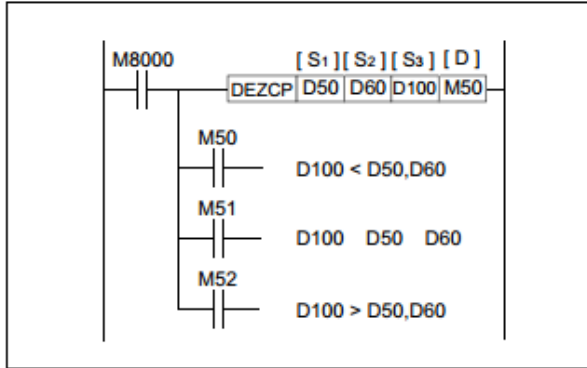 M8000 [ S1 ] [ S2 ] [ S3 ] [ D ]
DEZCP D50 D60 D100 M50
M50
D100 < D50,D60
M51
D100 D50 D60
M52
D100 > D50,D60